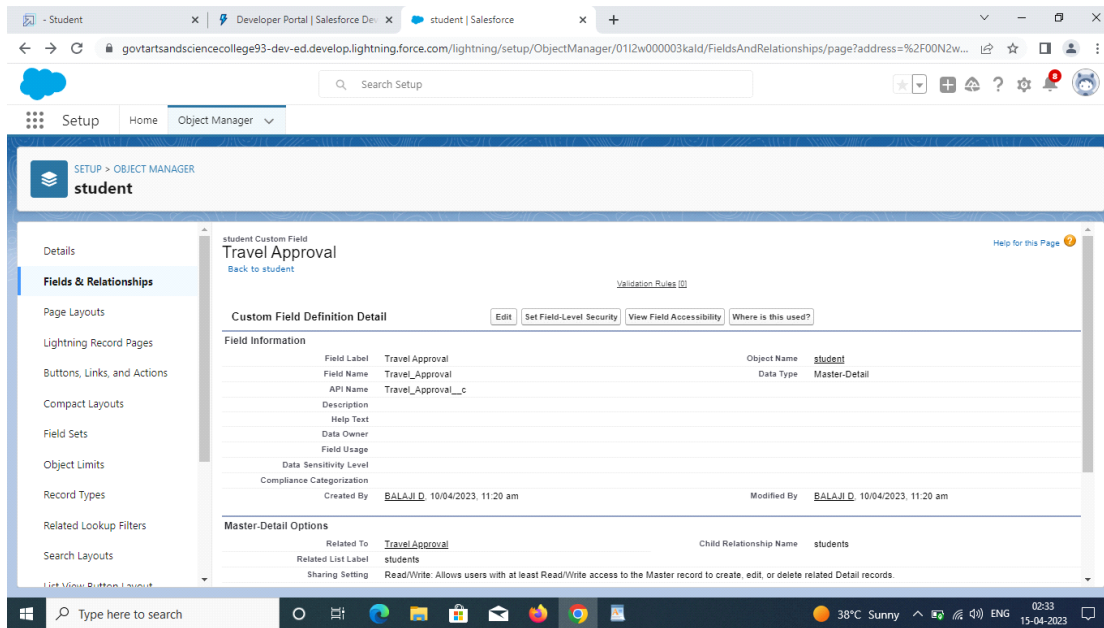 - Student
Developer Portal | Salesforce Dev
student | Salesforce
govtartsandsciencecollege93-dev-ed.develop.lightning.force.com/lightning/setup/ObjectManager/01I2w000003kald/FieldsAndRelationships/page?address=%2F00N2w...
Search Setup
8
Setup
Home
Object Manager
SETUP > OBJECT MANAGER
student
Details
Fields & Relationships
Page Layouts
Lightning Record Pages
Buttons, Links, and Actions
Compact Layouts
Field Sets
Object Limits
Record Types
Related Lookup Filters
Search Layouts
List View Button Layout
student Custom Field
Travel Approval
Back to student
Help for this Page
Validation Rules [0]
Custom Field Definition Detail
Edit
Set Field-Level Security
View Field Accessibility
Where is this used?
Field Information
Field Label Travel Approval Object Name student
Field Name Travel_Approval Data Type Master-Detail
API Name Travel_Approval__c
Description
Help Text
Data Owner
Field Usage
Data Sensitivity Level
Compliance Categorization
Created By BALAJI D, 10/04/2023, 11:20 am Modified By BALAJI D, 10/04/2023, 11:20 am
Master-Detail Options
Related To Travel Approval Child Relationship Name students
Related List Label students
Sharing Setting Read/Write: Allows users with at least Read/Write access to the Master record to create, edit, or delete related Detail records.
Type here to search
38°C Sunny
ENG
02:33
15-04-2023